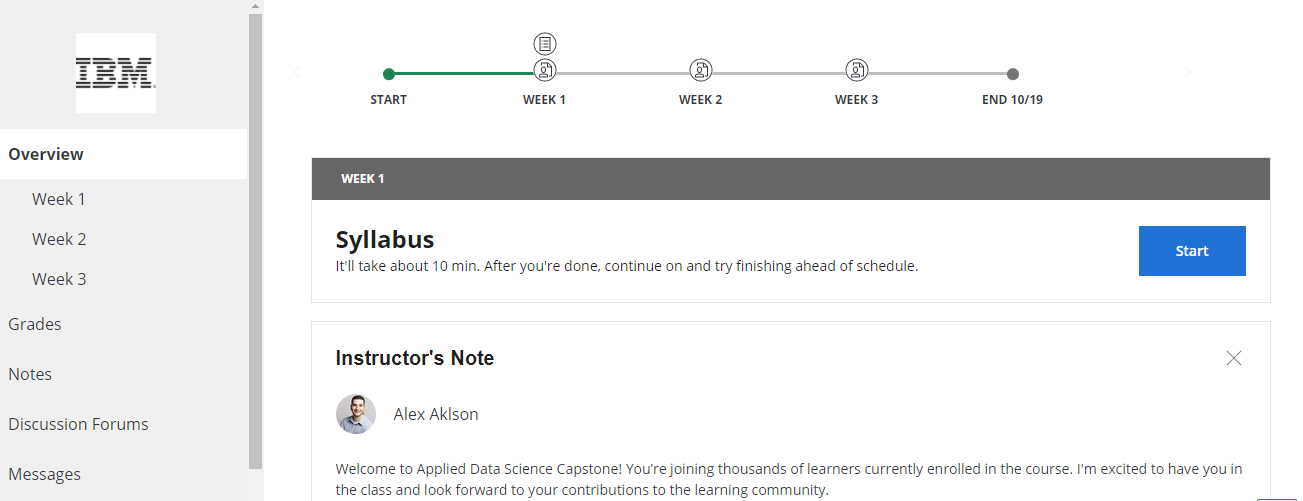 IBM
Overview
Week 1
Week 2
Week 3
Grades
Notes
Discussion Forums
Messages
START
WEEK 1
WEEK 2
WEEK 3
END 10/19
WEEK 1
Syllabus
It'll take about 10 min. After you're done, continue on and try finishing ahead of schedule.
Start
Instructor's Note
Alex Aklson
Welcome to Applied Data Science Capstone! You’re joining thousands of learners currently enrolled in the course. I'm excited to have you in
the class and look forward to your contributions to the learning community.